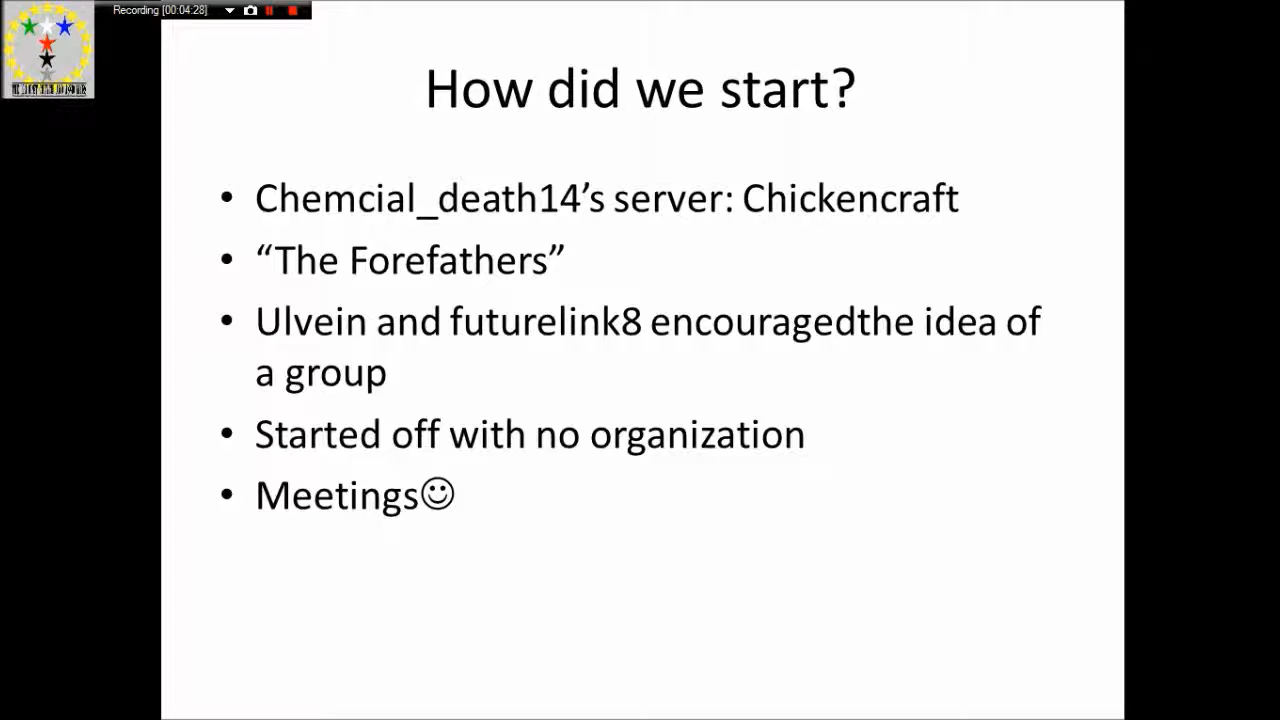 Recording [00:04:28]
How did we start?
• Chemcial_death14’s server: Chickencraft
• “The Forefathers”
• Ulvein and futurelink8 encouragedthe idea of
a group
• Started off with no organization
• Meetings☺